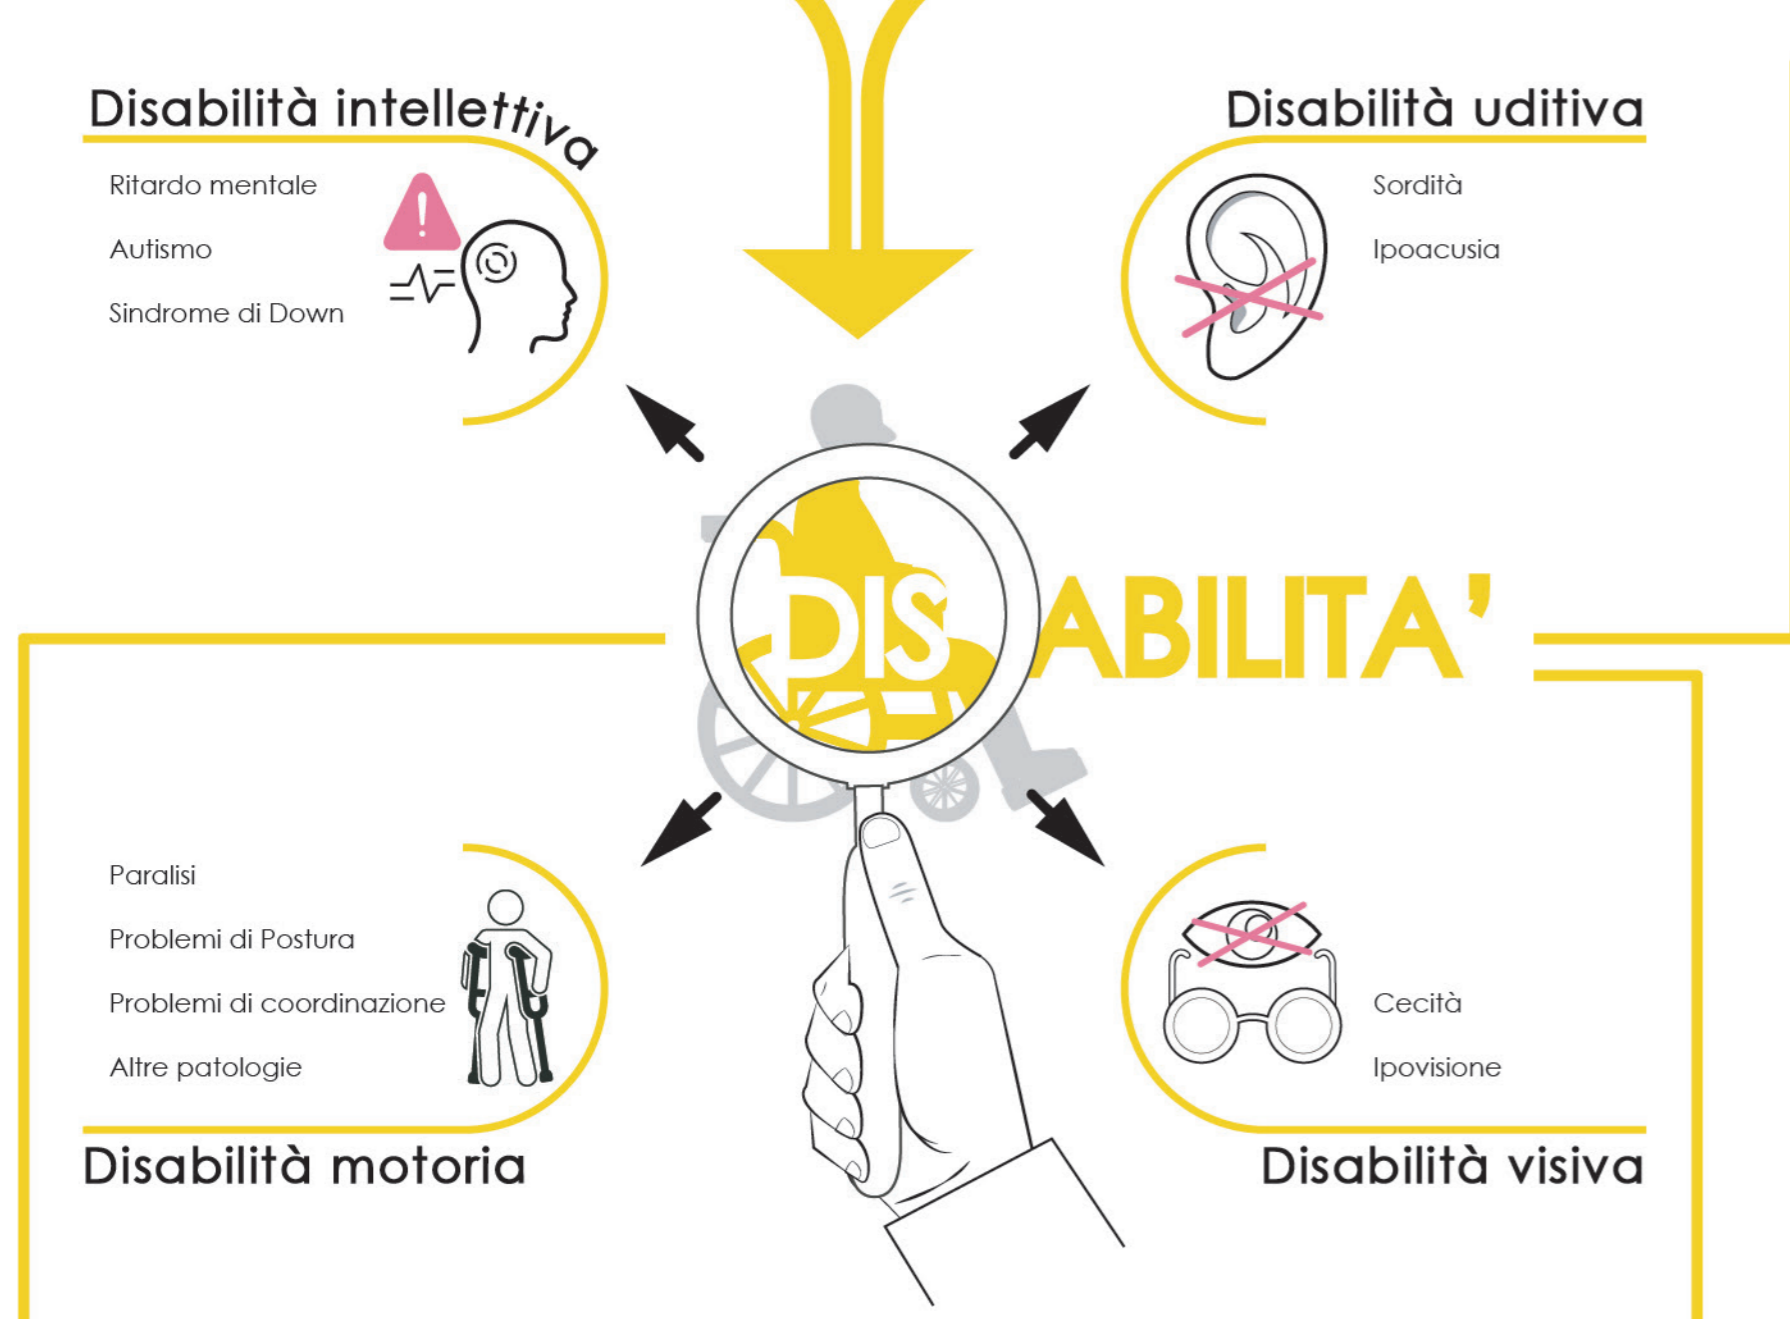 Disabilità intellettiva
Ritardo mentale
Autismo
Sindrome di Down
Disabilità uditiva
Sordità
Ipoacusia
DISABILITA'
Paralisi
Problemi di Postura
Problemi di coordinazione
Altre patologie
Disabilità motoria
Cecità
Ipovisione
Disabilità visiva